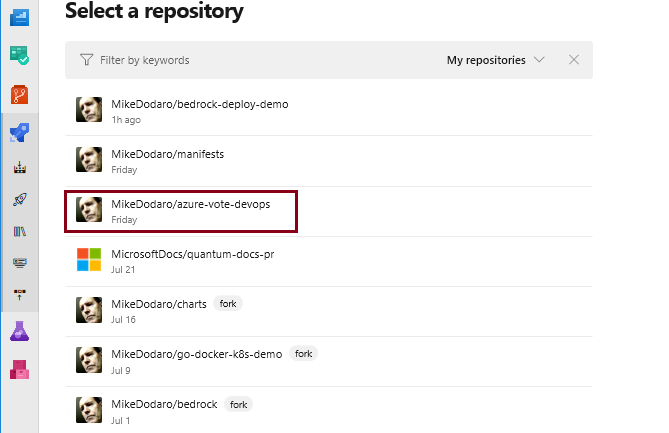 Select a repository
Filter by keywords My repositories
MikeDodaro/bedrock-deploy-demo
1h ago
MikeDodaro/manifests
Friday
MikeDodaro/azure-vote-devops
Friday
MicrosoftDocs/quantum-docs-pr
Jul 21
MikeDodaro/charts fork
Jul 16
MikeDodaro/go-docker-k8s-demo fork
Jul 9
MikeDodaro/bedrock fork
Jul 1